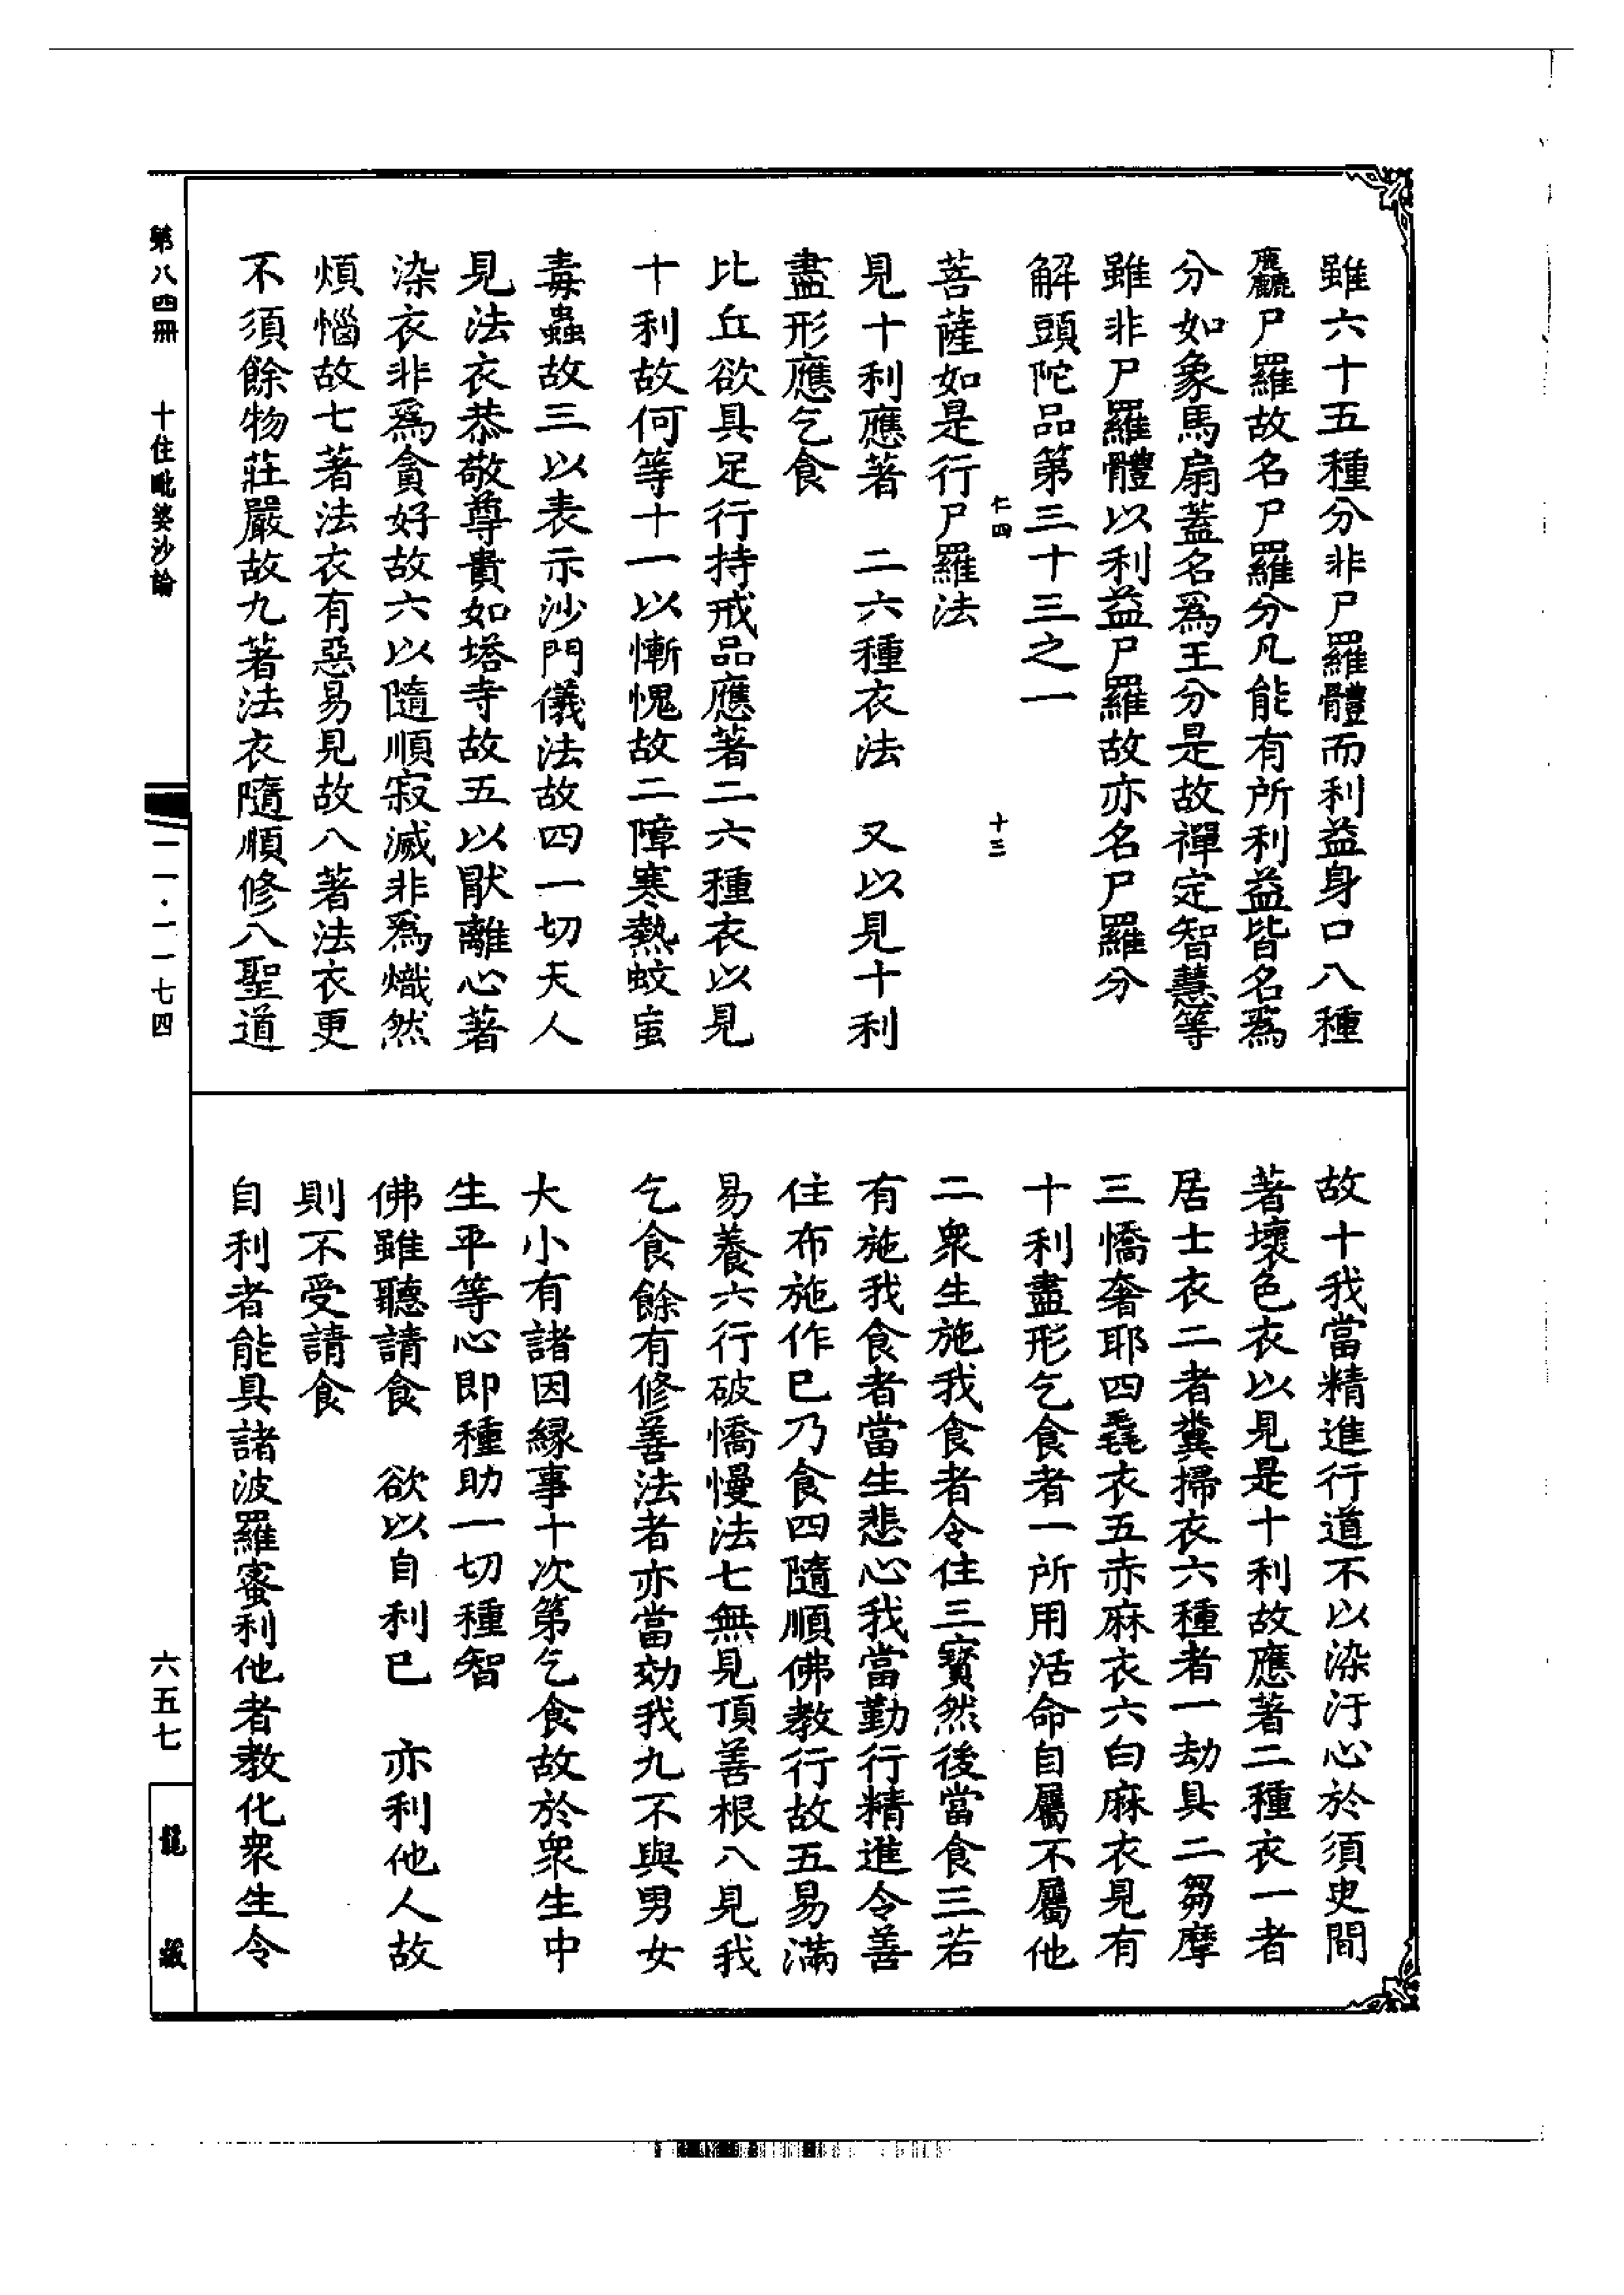 雖六十五種分非尸羅體而利益身口八種
麤尸羅故名尸羅分凡能有所利益皆名爲
分如象馬扇蓋名爲王分是故禪定智慧等
雖非尸羅體以利益尸羅故亦名尸羅分
解頭陀品第三十三之一
仁四　十三
菩薩如是行尸羅法
見十利應著　二六種衣法　又以見十利
盡形應乞食
比丘欲具足行持戒品應著二六種衣以見
十利故何等十一以慚愧故二障寒熱蚊䖟
毒蟲故三以表示沙門儀法故四一切天人
見法衣恭敬尊貴如塔寺故五以厭離心著
染衣非爲貪好故六以隨順寂滅非爲熾然
煩惱故七著法衣有惡易見故八著法衣更
不須餘物莊嚴故九著法衣隨順修八聖道
故十我當精進行道不以染汙心於須臾間
著壞色衣以見是十利故應著二種衣一者
居士衣二者糞掃衣六種者一劫具二芻摩
三憍奢耶四毳衣五赤麻衣六白麻衣見有
十利盡形乞食者一所用活命自屬不屬他
二衆生施我食者令住三寶然後當食三若
有施我食者當生悲心我當勤行精進令善
住布施作已乃食四隨順佛教行故五易滿
易養六行破憍慢法七無見頂善根八見我
乞食餘有修善法者亦當効我九不與男女
大小有諸因緣事十次第乞食故於衆生中
生平等心即種助一切種智
佛雖聽請食　欲以自利已　亦利他人故
則不受請食
自利者能具諸波羅蜜利他者教化衆生令
第八四冊　十住毗婆沙論　一一·一一七四　六五七　龍藏